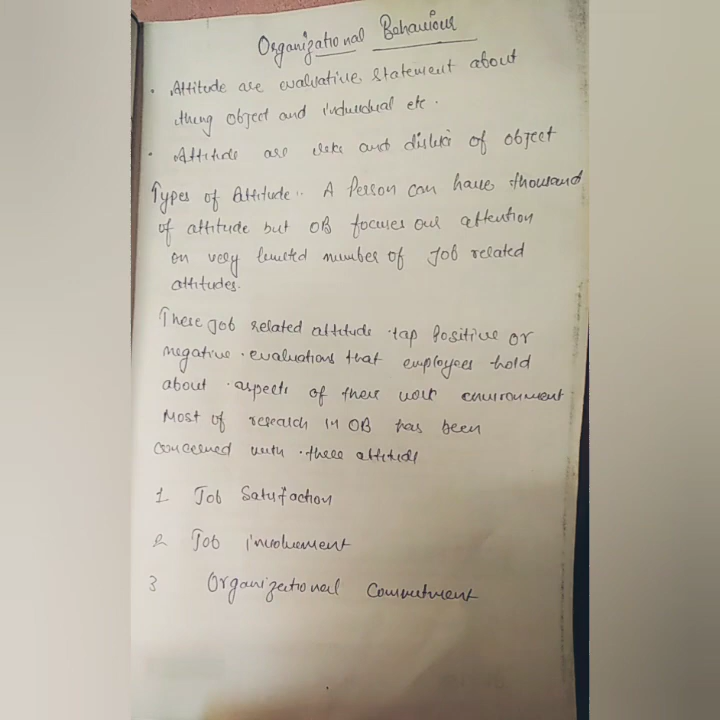 Organizational Behaviour
• Attitude are evaluative statement about
thing object and individual etc.
• Attitude are like and dislike of object
Types of Attitude:. A Person can have thousand
of attitude but OB focuses our attention
on very limited number of Job related
attitudes.
These Job related attitude tap Positive or
negative evaluations that employees hold
about aspects of their work environment
Most of research in OB has been
concerned with these attitude
1 Job Satisfaction
2 Job involvement
3 Organizational Commitment